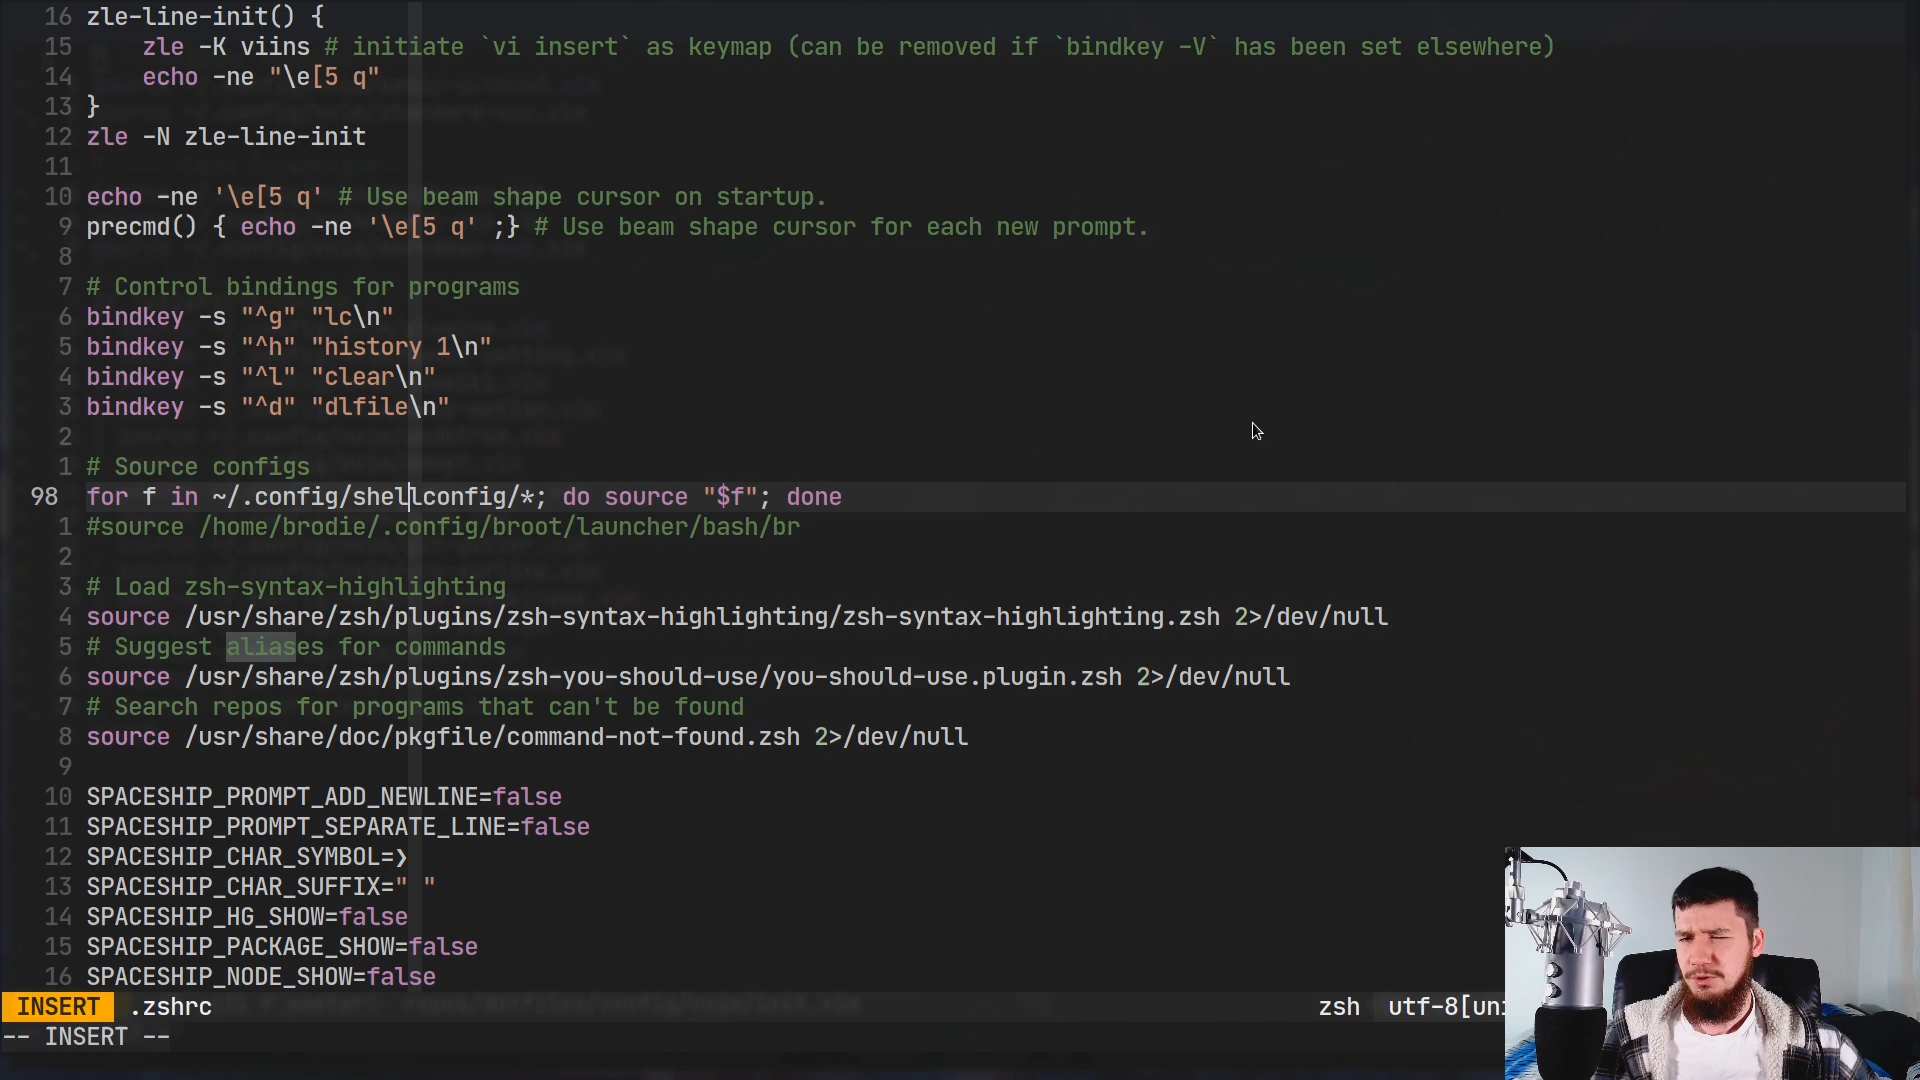 16 zle-line-init() {
15 zle -K viins # initiate `vi insert` as keymap (can be removed if `bindkey -V` has been set elsewhere)
14 echo -ne "\e[5 q"
13 }
12 zle -N zle-line-init
11
10 echo -ne '\e[5 q' # Use beam shape cursor on startup.
9 precmd() { echo -ne '\e[5 q' ;} # Use beam shape cursor for each new prompt.
8
7 # Control bindings for programs
6 bindkey -s "^g" "lc\n"
5 bindkey -s "^h" "history 1\n"
4 bindkey -s "^l" "clear\n"
3 bindkey -s "^d" "dlfile\n"
2
1 # Source configs
98 for f in ~/.config/shellconfig/*; do source "$f"; done
1 #source /home/brodie/.config/broot/launcher/bash/br
2
3 # Load zsh-syntax-highlighting
4 source /usr/share/zsh/plugins/zsh-syntax-highlighting/zsh-syntax-highlighting.zsh 2>/dev/null
5 # Suggest aliases for commands
6 source /usr/share/zsh/plugins/zsh-you-should-use/you-should-use.plugin.zsh 2>/dev/null
7 # Search repos for programs that can't be found
8 source /usr/share/doc/pkgfile/command-not-found.zsh 2>/dev/null
9
10 SPACESHIP_PROMPT_ADD_NEWLINE=false
11 SPACESHIP_PROMPT_SEPARATE_LINE=false
12 SPACESHIP_CHAR_SYMBOL=❯
13 SPACESHIP_CHAR_SUFFIX=" "
14 SPACESHIP_HG_SHOW=false
15 SPACESHIP_PACKAGE_SHOW=false
16 SPACESHIP_NODE_SHOW=false
INSERT .zshrc zsh utf-8[uni
-- INSERT --